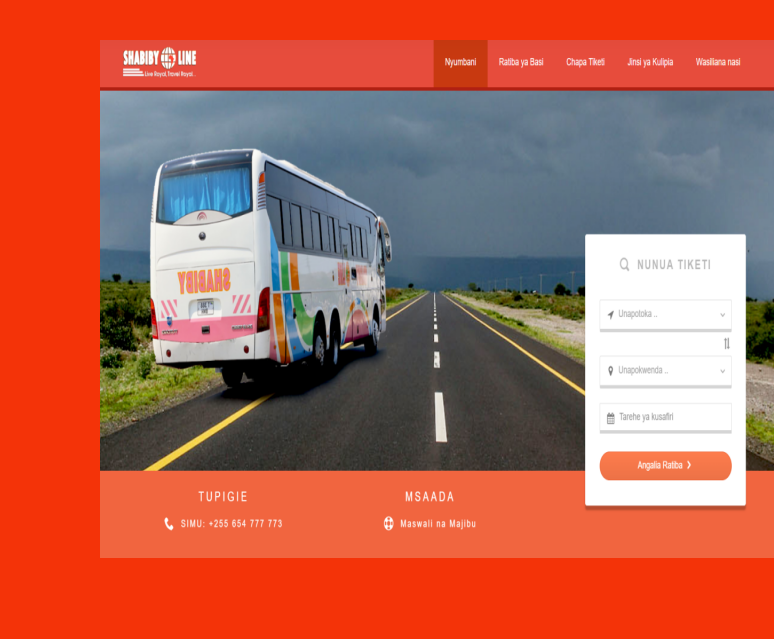 SHABIBY LINE
Live Royal, Travel Royal.
Nyumbani
Ratiba ya Basi
Chapa Tiketi
Jinsi ya Kulipia
Wasiliana nasi
SHABIBY
NUNUA TIKETI
Unapotoka ..
Unapokwenda ..
Tarehe ya kusafiri
Angalia Ratiba
TUPIGIE
SIMU: +255 654 777 773
MSAADA
Maswali na Majibu